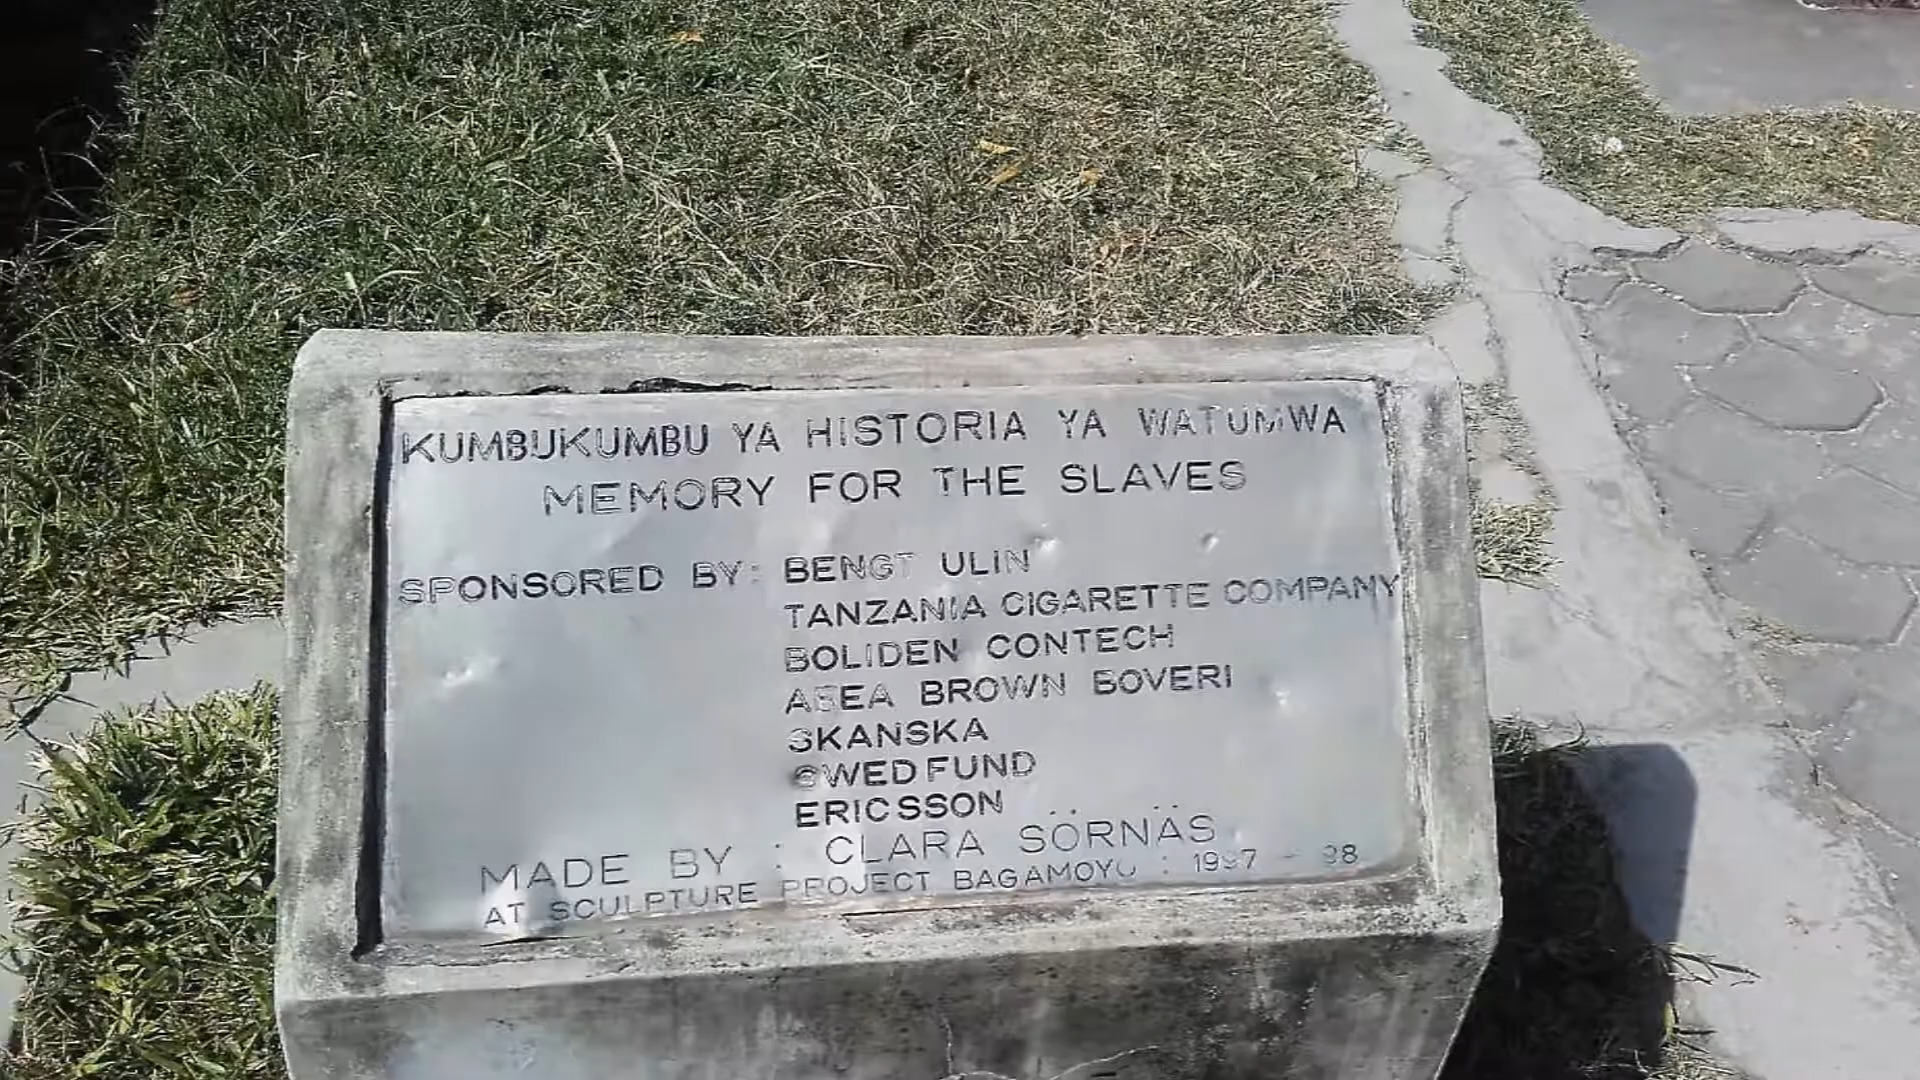 KUMBUKUMBU YA HISTORIA YA WATUMWA
MEMORY FOR THE SLAVES
SPONSORED BY: BENGT ULIN
TANZANIA CIGARETTE COMPANY
BOLIDEN CONTECH
ASEA BROWN BOVERI
SKANSKA
SWEDFUND
ERICSSON
MADE BY : CLARA SÖRNÄS
AT SCULPTURE PROJECT BAGAMOYO : 1997 - 98